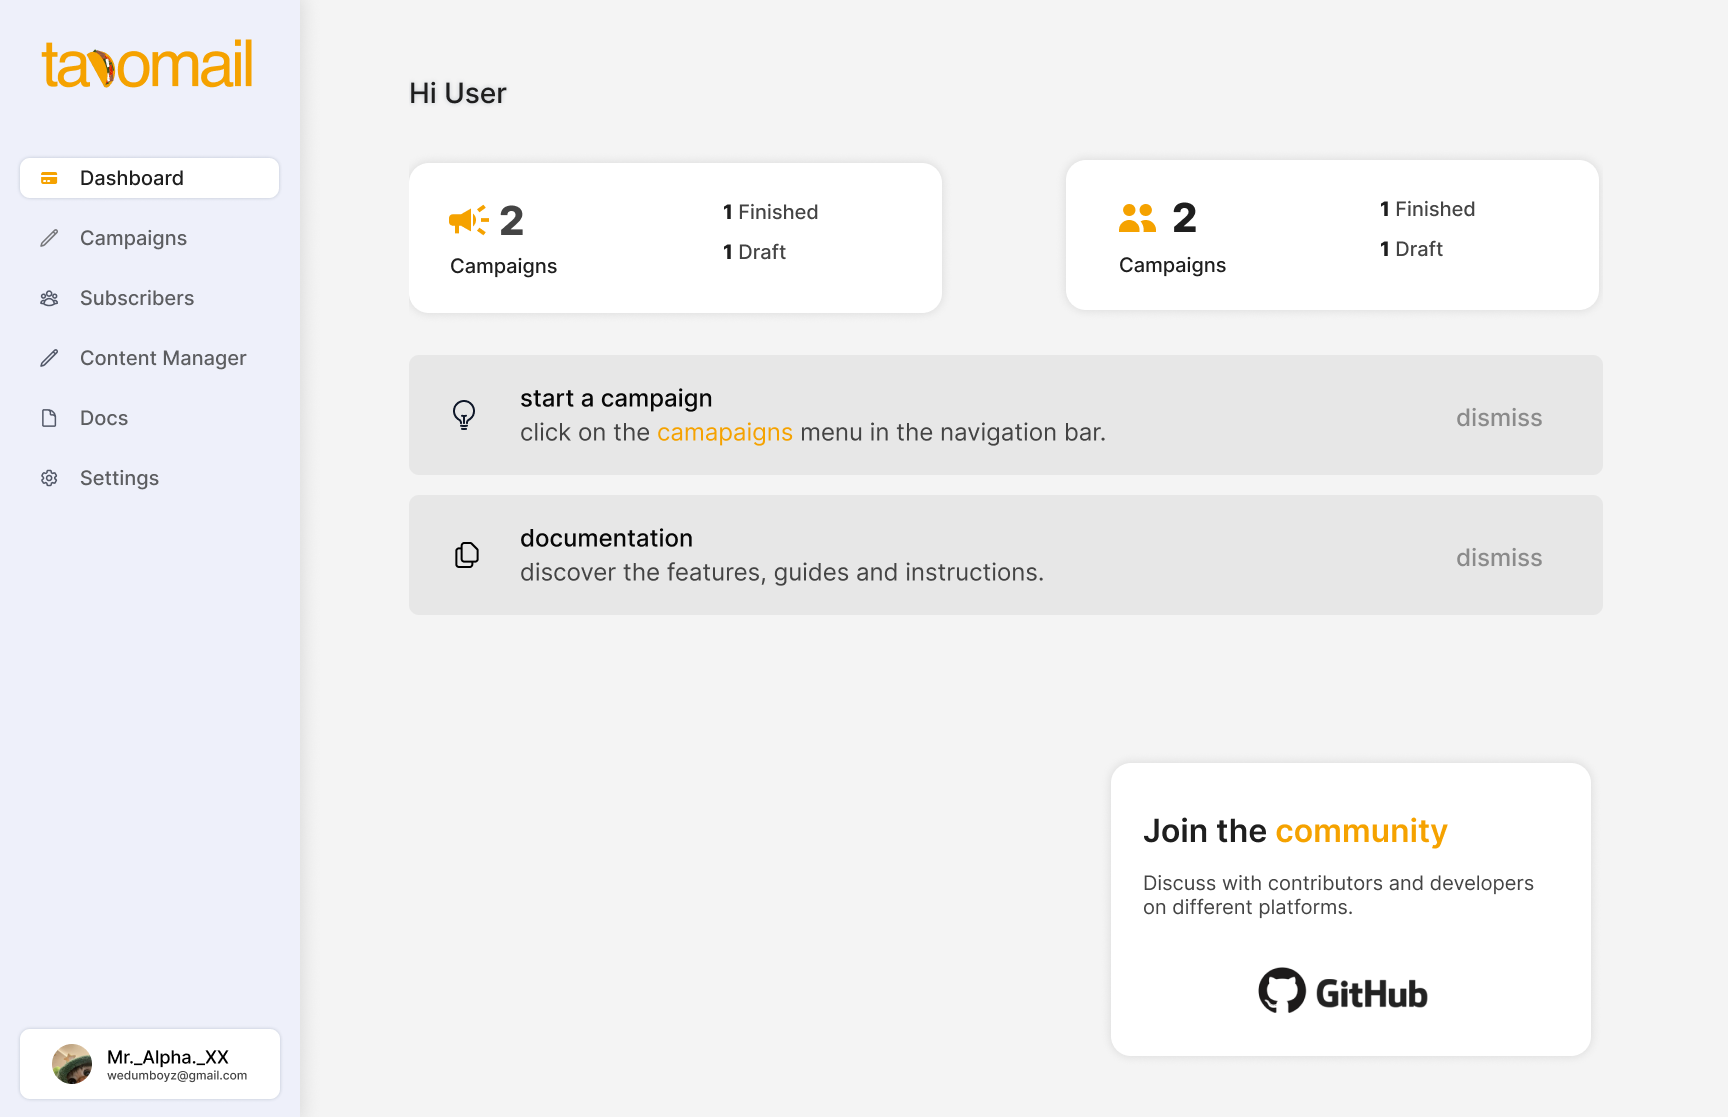 tacomail
Dashboard
Campaigns
Subscribers
Content Manager
Docs
Settings
Mr._Alpha._XX
wedumboyz@gmail.com
Hi User
2
Campaigns
1 Finished
1 Draft
2
Campaigns
1 Finished
1 Draft
start a campaign
click on the camapaigns menu in the navigation bar.
dismiss
documentation
discover the features, guides and instructions.
dismiss
Join the community
Discuss with contributors and developers
on different platforms.
GitHub